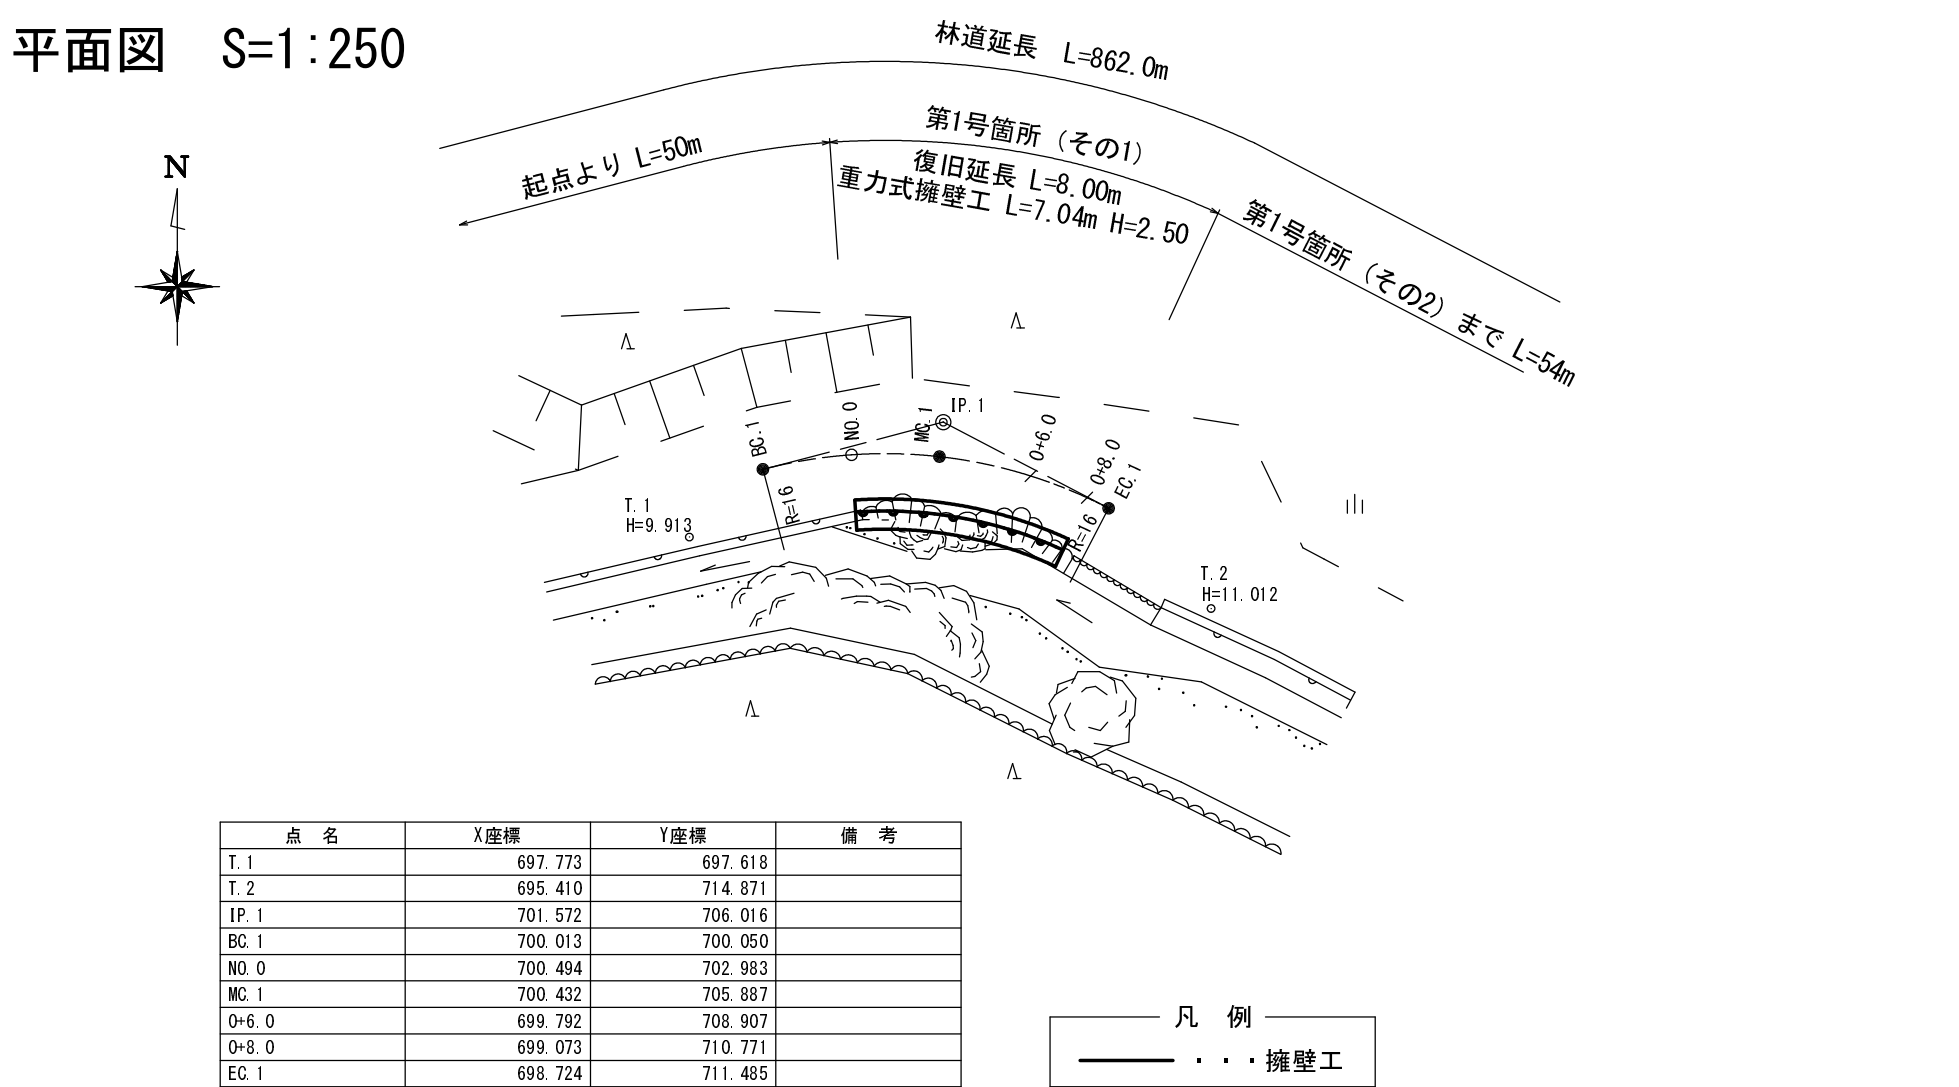 平面図　S=1:250
林道延長　L=862.0m
第1号箇所（その1）
起点より L=50m
復旧延長 L=8.00m
重力式擁壁工 L=7.04m H=2.50
第1号箇所（その2）まで L=54m
N
IP.1
BC.1
NO.0
MC.1
0+6.0
0+8.0
EC.1
R=16
R=16
T.1
H=9.913
T.2
H=11.012
点　名　X座標　Y座標　備　考
T.1　697.773　697.618
T.2　695.410　714.871
IP.1　701.572　706.016
BC.1　700.013　700.050
NO.0　700.494　702.983
MC.1　700.432　705.887
0+6.0　699.792　708.907
0+8.0　699.073　710.771
EC.1　698.724　711.485
凡　例
・・・擁壁工